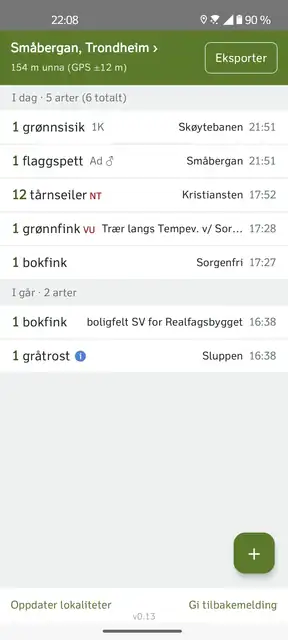 22:08
90 %
Småbergan, Trondheim ›
154 m unna (GPS ±12 m)
Eksporter
I dag · 5 arter (6 totalt)
1 grønnsisik 1K Skøytebanen 21:51
1 flaggspett Ad ♂ Småbergan 21:51
12 tårnseiler NT Kristiansten 17:52
1 grønnfink VU Trær langs Tempev. v/ Sor... 17:28
1 bokfink Sorgenfri 17:27
I går · 2 arter
1 bokfink boligfelt SV for Realfagsbygget 16:38
1 gråtrost i Sluppen 16:38
+
Oppdater lokaliteter
Gi tilbakemelding
v0.13